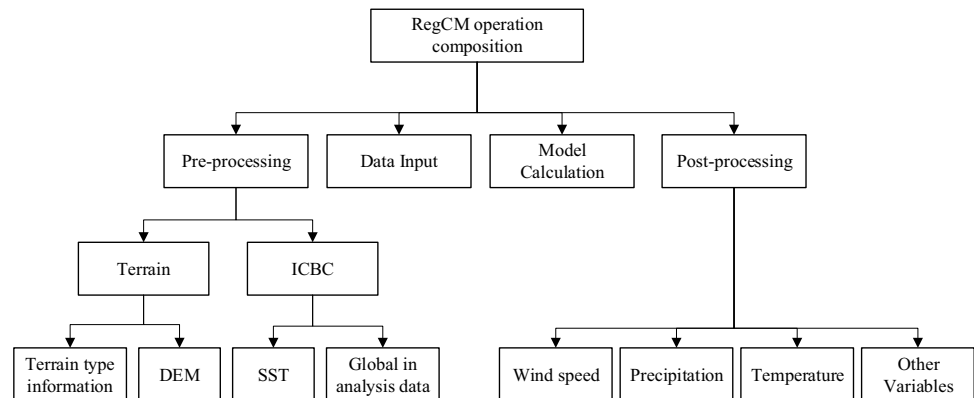 RegCM operation
composition
Pre-processing
Data Input
Model
Calculation
Post-processing
Terrain
ICBC
Terrain type
information
DEM
SST
Global in
analysis data
Wind speed
Precipitation
Temperature
Other
Variables